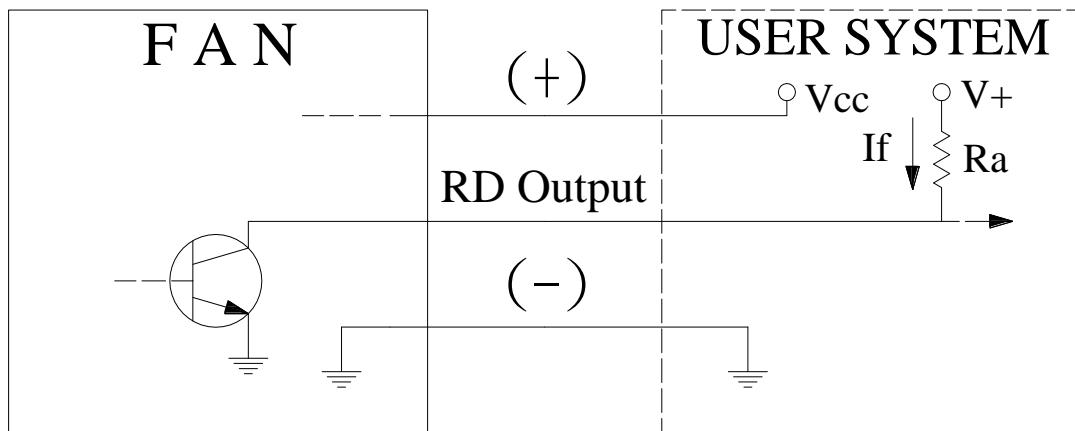 F A N
USER SYSTEM
(+)
Vcc
V+
If
Ra
RD Output
(-)